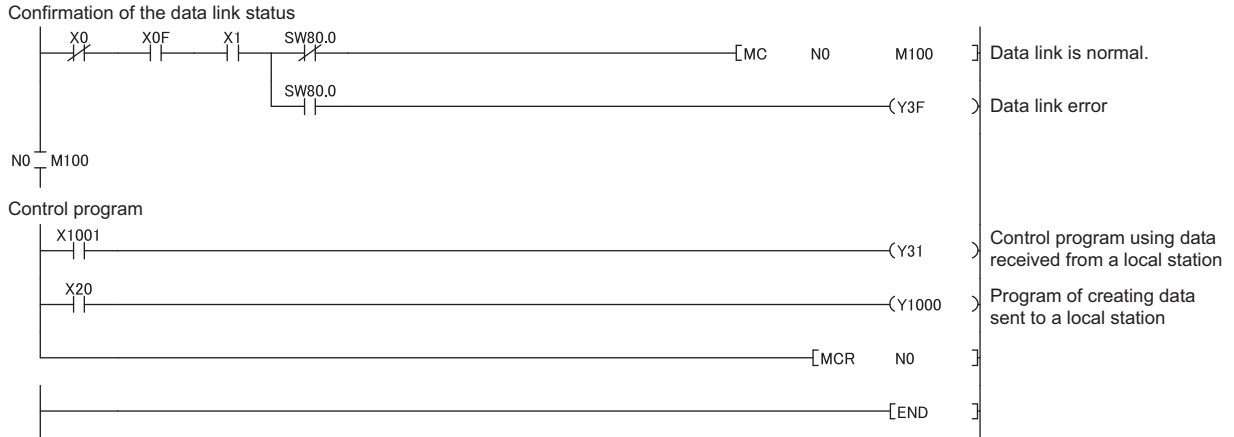 Confirmation of the data link status
X0 X0F X1 SW80.0
[MC N0 M100 ] Data link is normal.
SW80.0
(Y3F ) Data link error
N0 M100
Control program
X1001
(Y31 ) Control program using data
received from a local station
X20
(Y1000 ) Program of creating data
sent to a local station
[MCR N0 ]
[END ]